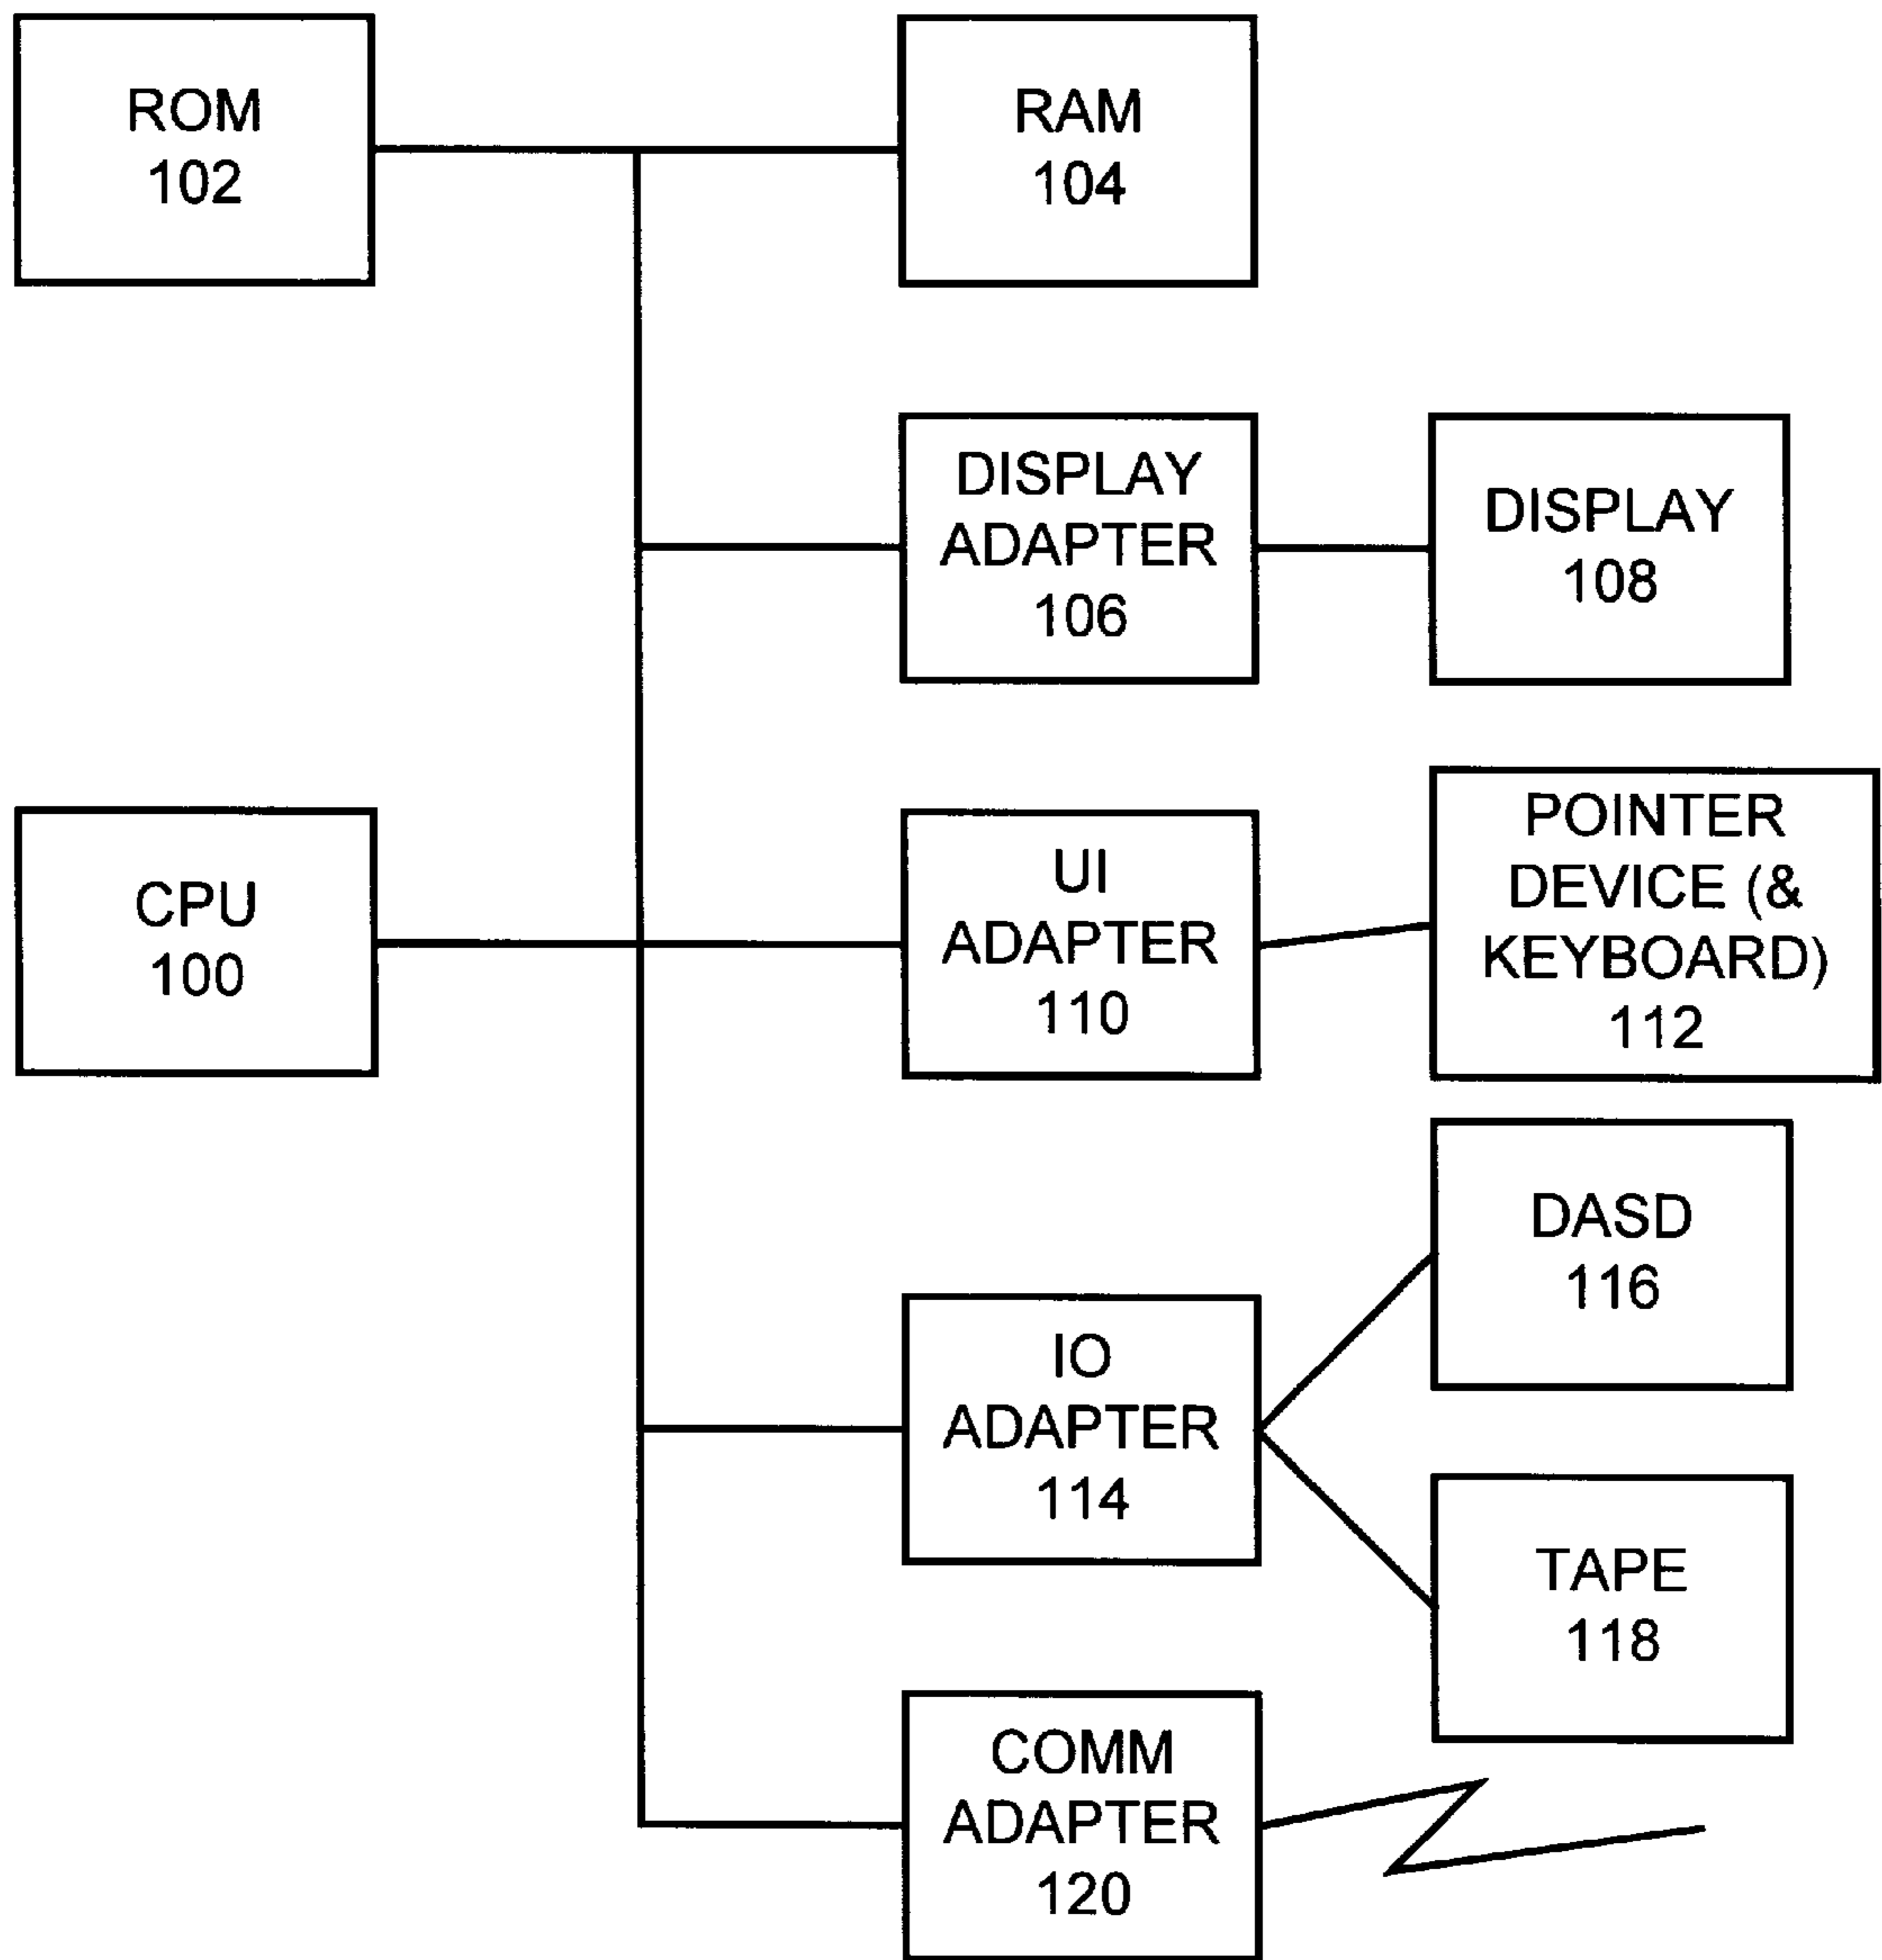 ROM
102
RAM
104
DISPLAY
ADAPTER
106
DISPLAY
108
CPU
100
UI
ADAPTER
110
POINTER
DEVICE (&
KEYBOARD)
112
DASD
116
IO
ADAPTER
114
TAPE
118
COMM
ADAPTER
120